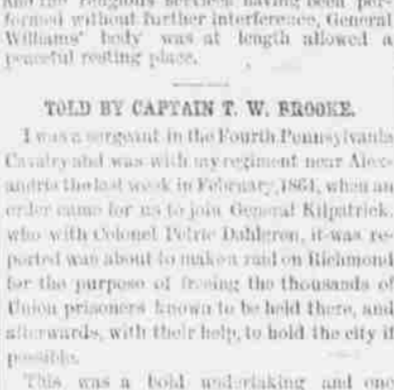 and the religious services having been per-
formed without further interference, General
Williams' body was at length allowed a
peaceful resting place.
TOLD BY CAPTAIN T. W. BROOKE.
I was a sergeant in the Fourth Pennsylvania
Cavalry and was with my regiment near Alex-
andria the last week in February, 1864, when an
order came for us to join General Kilpatrick,
who with Colonel Petric Dahlgren, it was re-
ported was about to make a raid on Richmond
for the purpose of freeing the thousands of
Union prisoners known to be held there, and
afterwards, with their help, to hold the city if
possible.
This was a bold undertaking and one